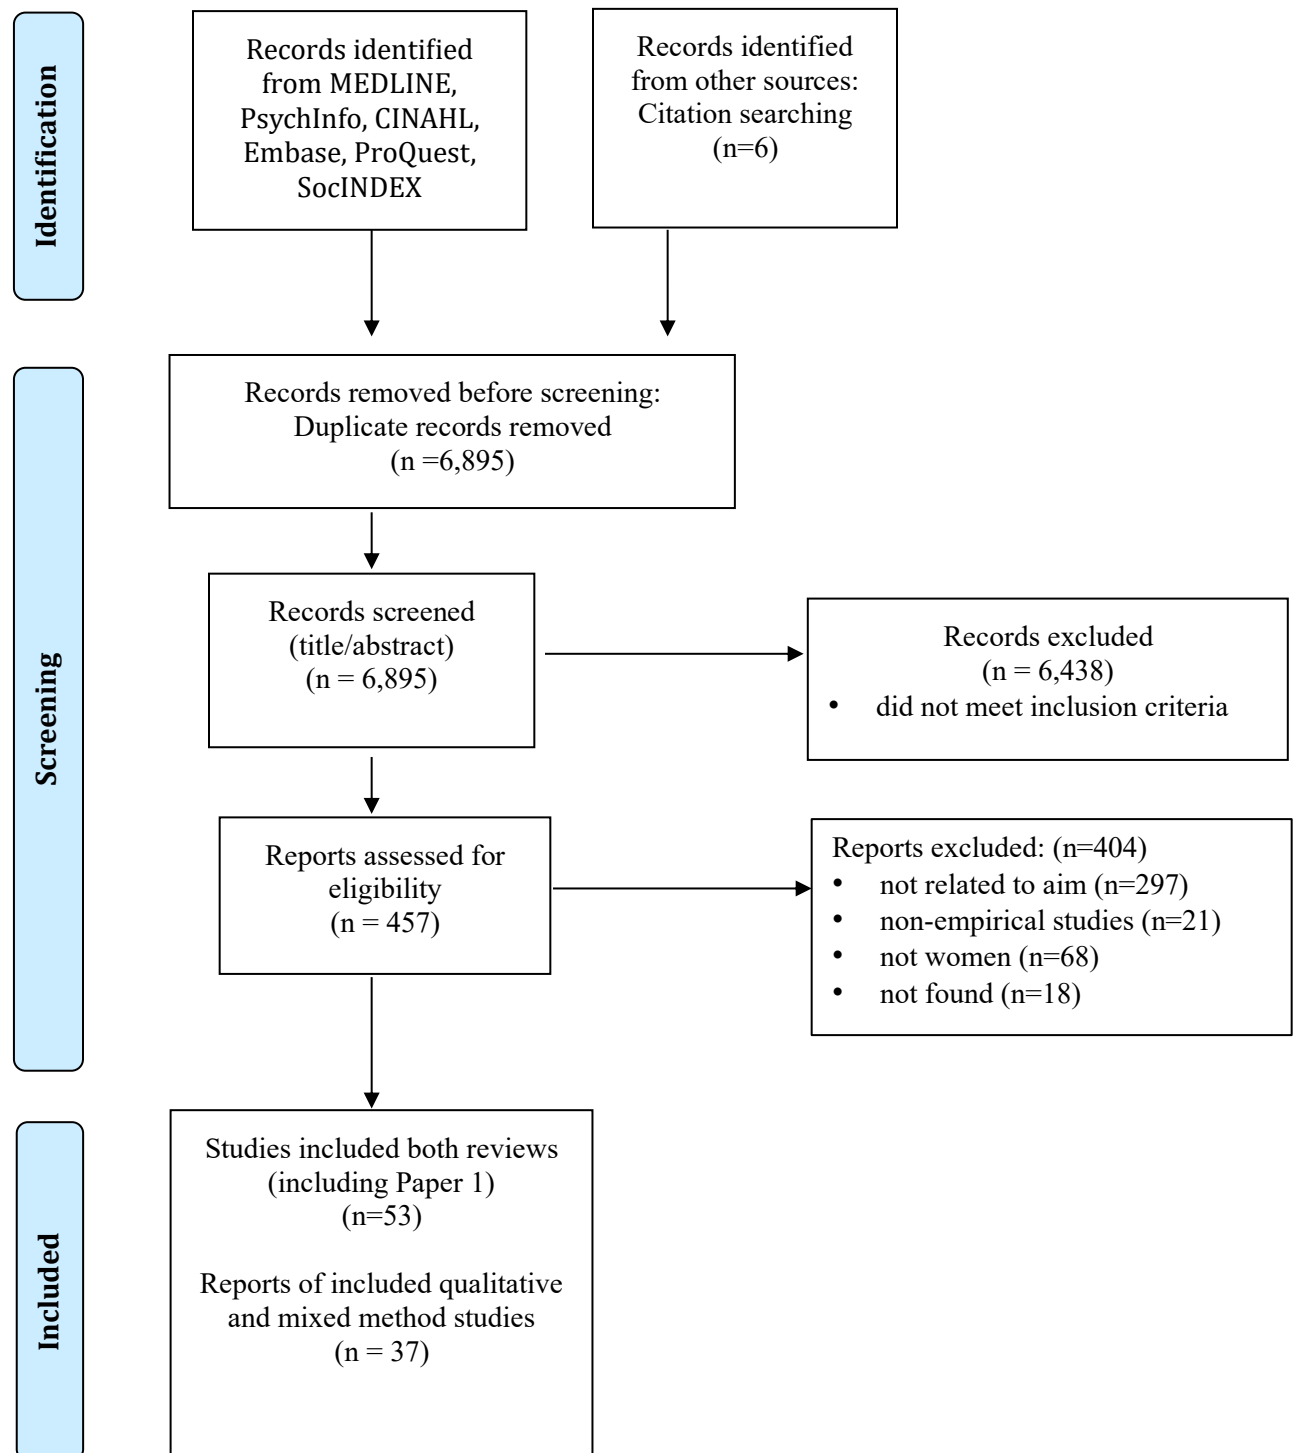 Identification
Records identified
from MEDLINE,
PsychInfo, CINAHL,
Embase, ProQuest,
SocINDEX
Records identified
from other sources:
Citation searching
(n=6)
Screening
Records removed before screening:
Duplicate records removed
(n =6,895)
Records screened
(title/abstract)
(n = 6,895)
Records excluded
(n = 6,438)
• did not meet inclusion criteria
Reports assessed for
eligibility
(n = 457)
Reports excluded: (n=404)
• not related to aim (n=297)
• non-empirical studies (n=21)
• not women (n=68)
• not found (n=18)
Included
Studies included both reviews
(including Paper 1)
(n=53)
Reports of included qualitative
and mixed method studies
(n = 37)